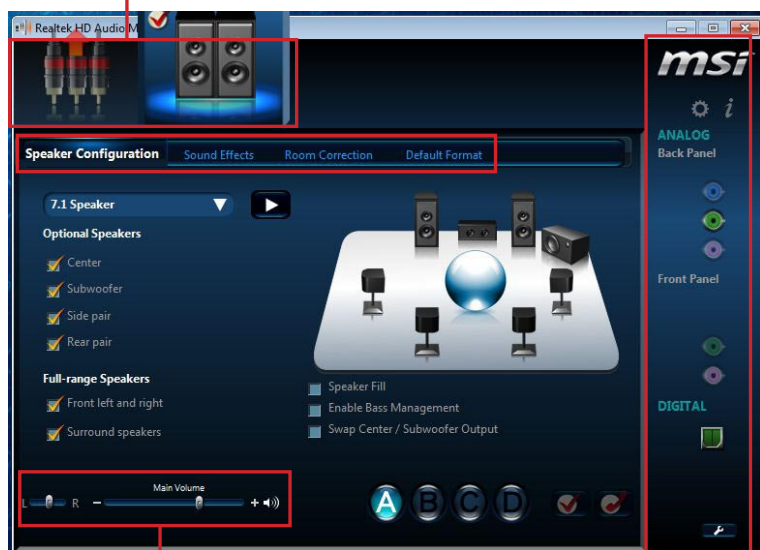 Realtek HD Audio M
msi
i
ANALOG
Back Panel
Speaker Configuration
Sound Effects
Room Correction
Default Format
7.1 Speaker
Optional Speakers
Center
Subwoofer
Side pair
Rear pair
Full-range Speakers
Front left and right
Surround speakers
Speaker Fill
Enable Bass Management
Swap Center / Subwoofer Output
Front Panel
DIGITAL
Main Volume
L
R
-
+
A
B
C
D